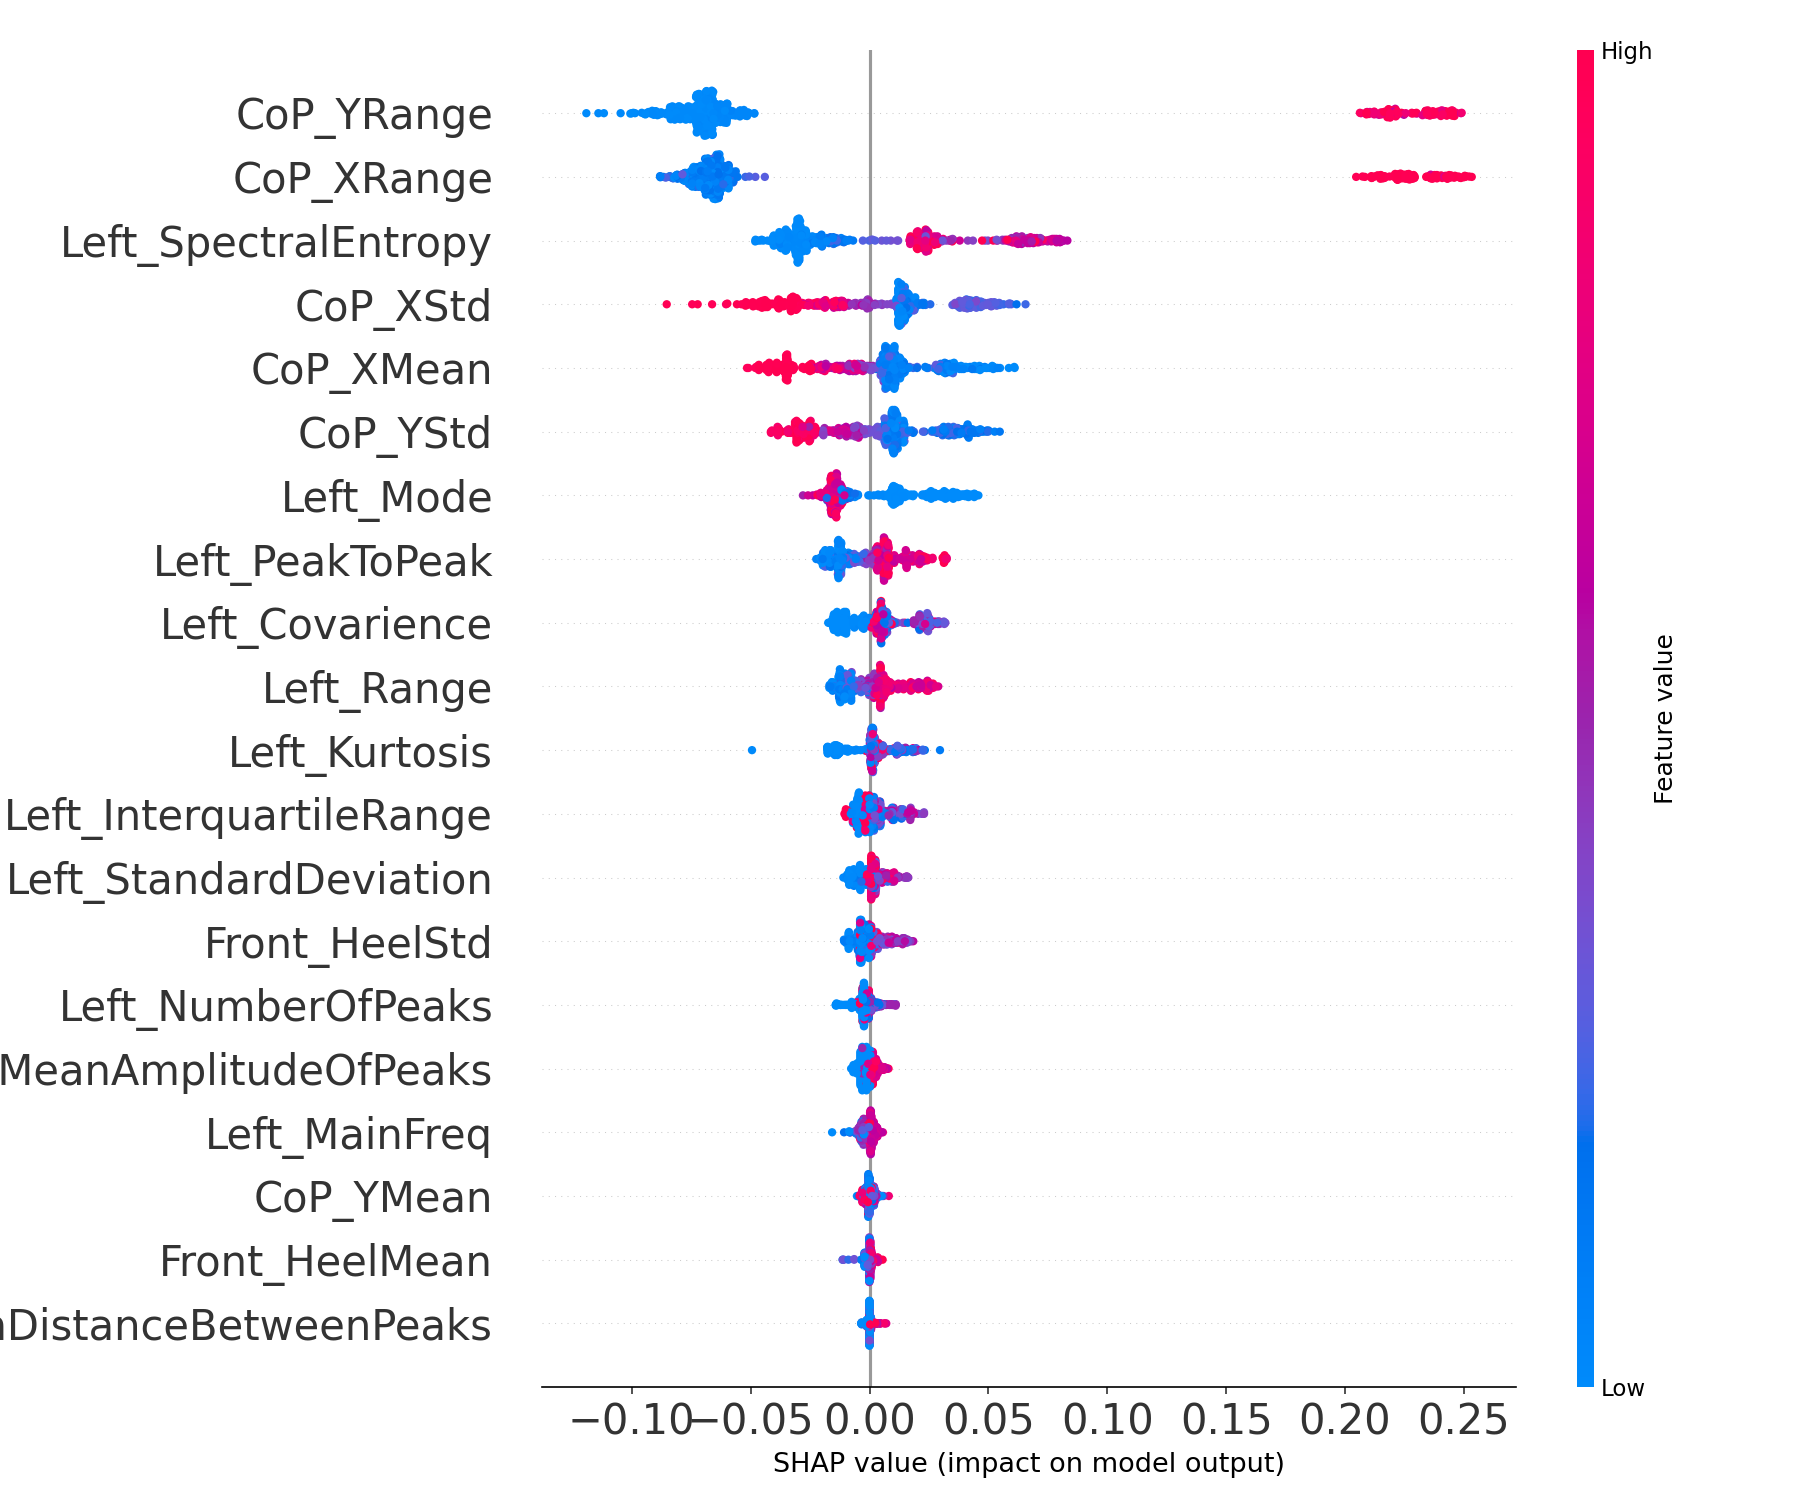 High
CoP_YRange
CoP_XRange
Left_SpectralEntropy
CoP_XStd
CoP_XMean
CoP_YStd
Left_Mode
Left_PeakToPeak
Left_Covarience
Left_Range
Feature value
Left_Kurtosis
Left_InterquartileRange
Left_StandardDeviation
Front_HeelStd
Left_NumberOfPeaks
MeanAmplitudeOfPeaks
Left_MainFreq
CoP_YMean
Front_HeelMean
nDistanceBetweenPeaks
Low
−0.10 −0.05 0.00 0.05 0.10 0.15 0.20 0.25
SHAP value (impact on model output)